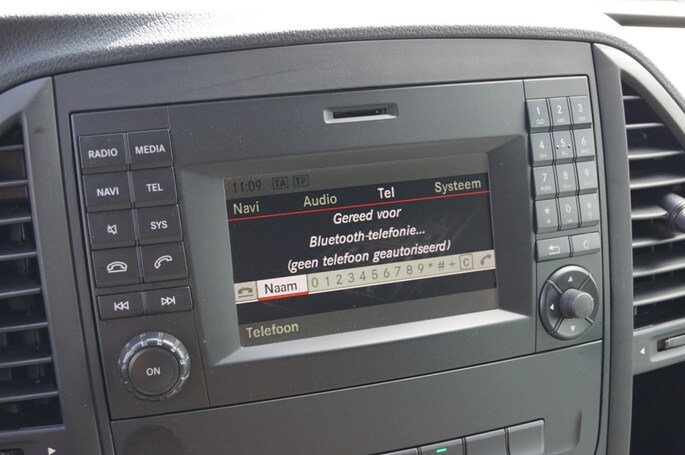 11:09 TA TP
Navi Audio Tel Systeem
Gereed voor
Bluetooth-telefonie...
(geen telefoon geautoriseerd)
Naam 0 1 2 3 4 5 6 7 8 9 * # + C
Telefoon
RADIO MEDIA
NAVI TEL
SYS
ON
1 2 3
4 5 6
7 8 9
* 0 #
C